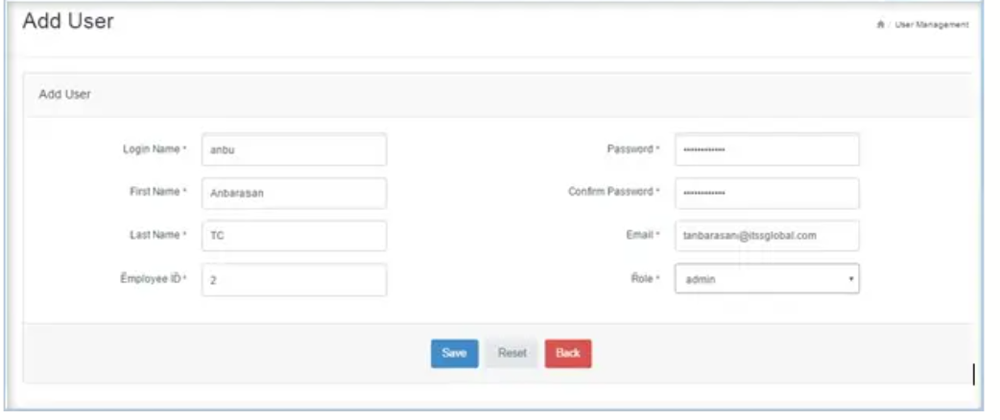 Add User
/ User Management
Add User
Login Name * anbu Password * ••••••••••••
First Name * Anbarasan Confirm Password * ••••••••••••
Last Name * TC Email * tanbarasani@itssglobal.com
Employee ID * 2 Role * admin
Save Reset Back